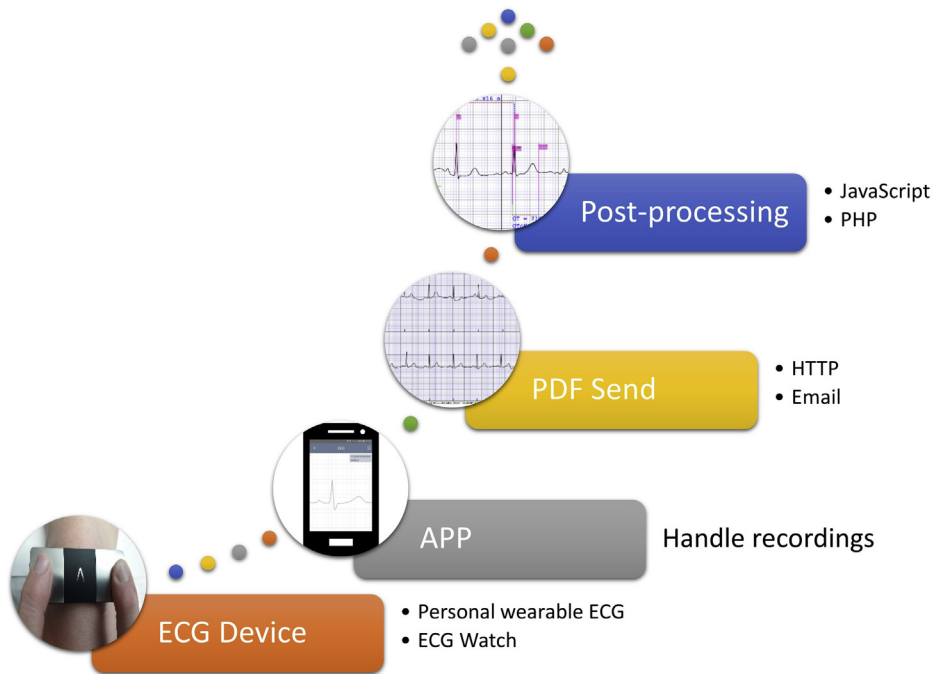 Post-processing
• JavaScript
• PHP
PDF Send
• HTTP
• Email
APP
Handle recordings
ECG Device
• Personal wearable ECG
• ECG Watch